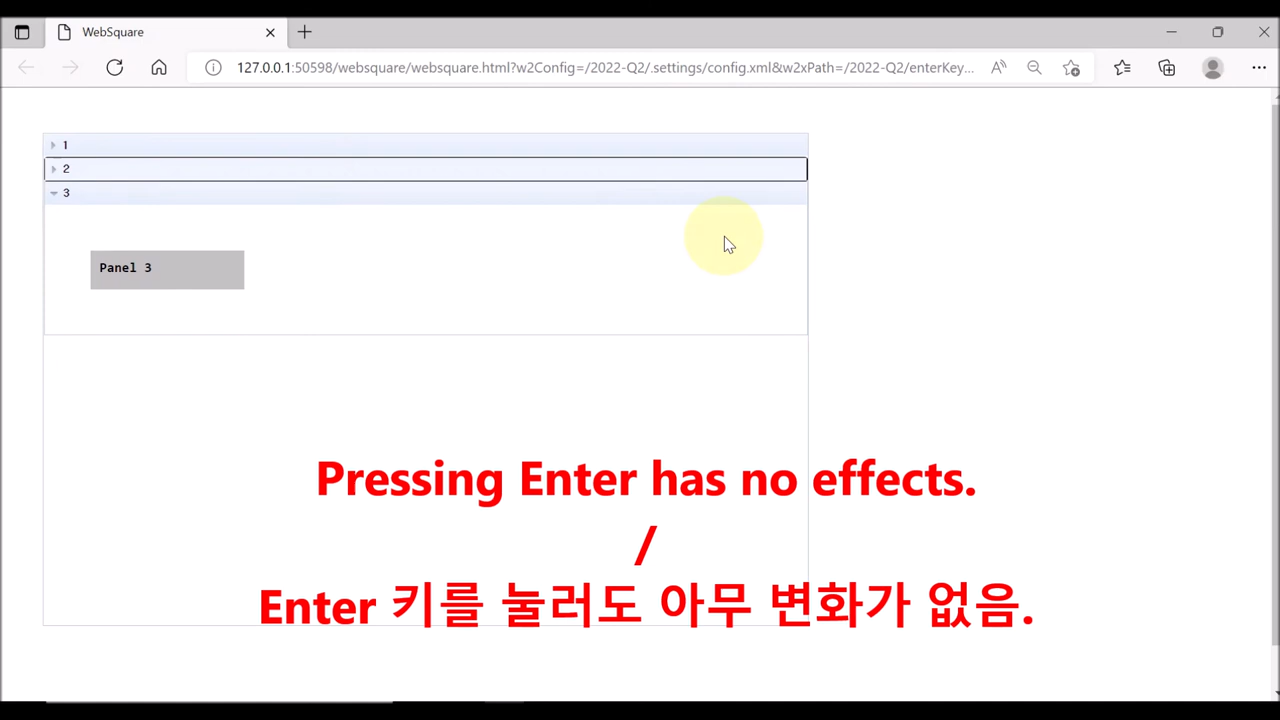 WebSquare
127.0.0.1:50598/websquare/websquare.html?w2Config=/2022-Q2/.settings/config.xml&w2xPath=/2022-Q2/enterKey...
1
2
3
Panel 3
Pressing Enter has no effects.
/
Enter 키를 눌러도 아무 변화가 없음.